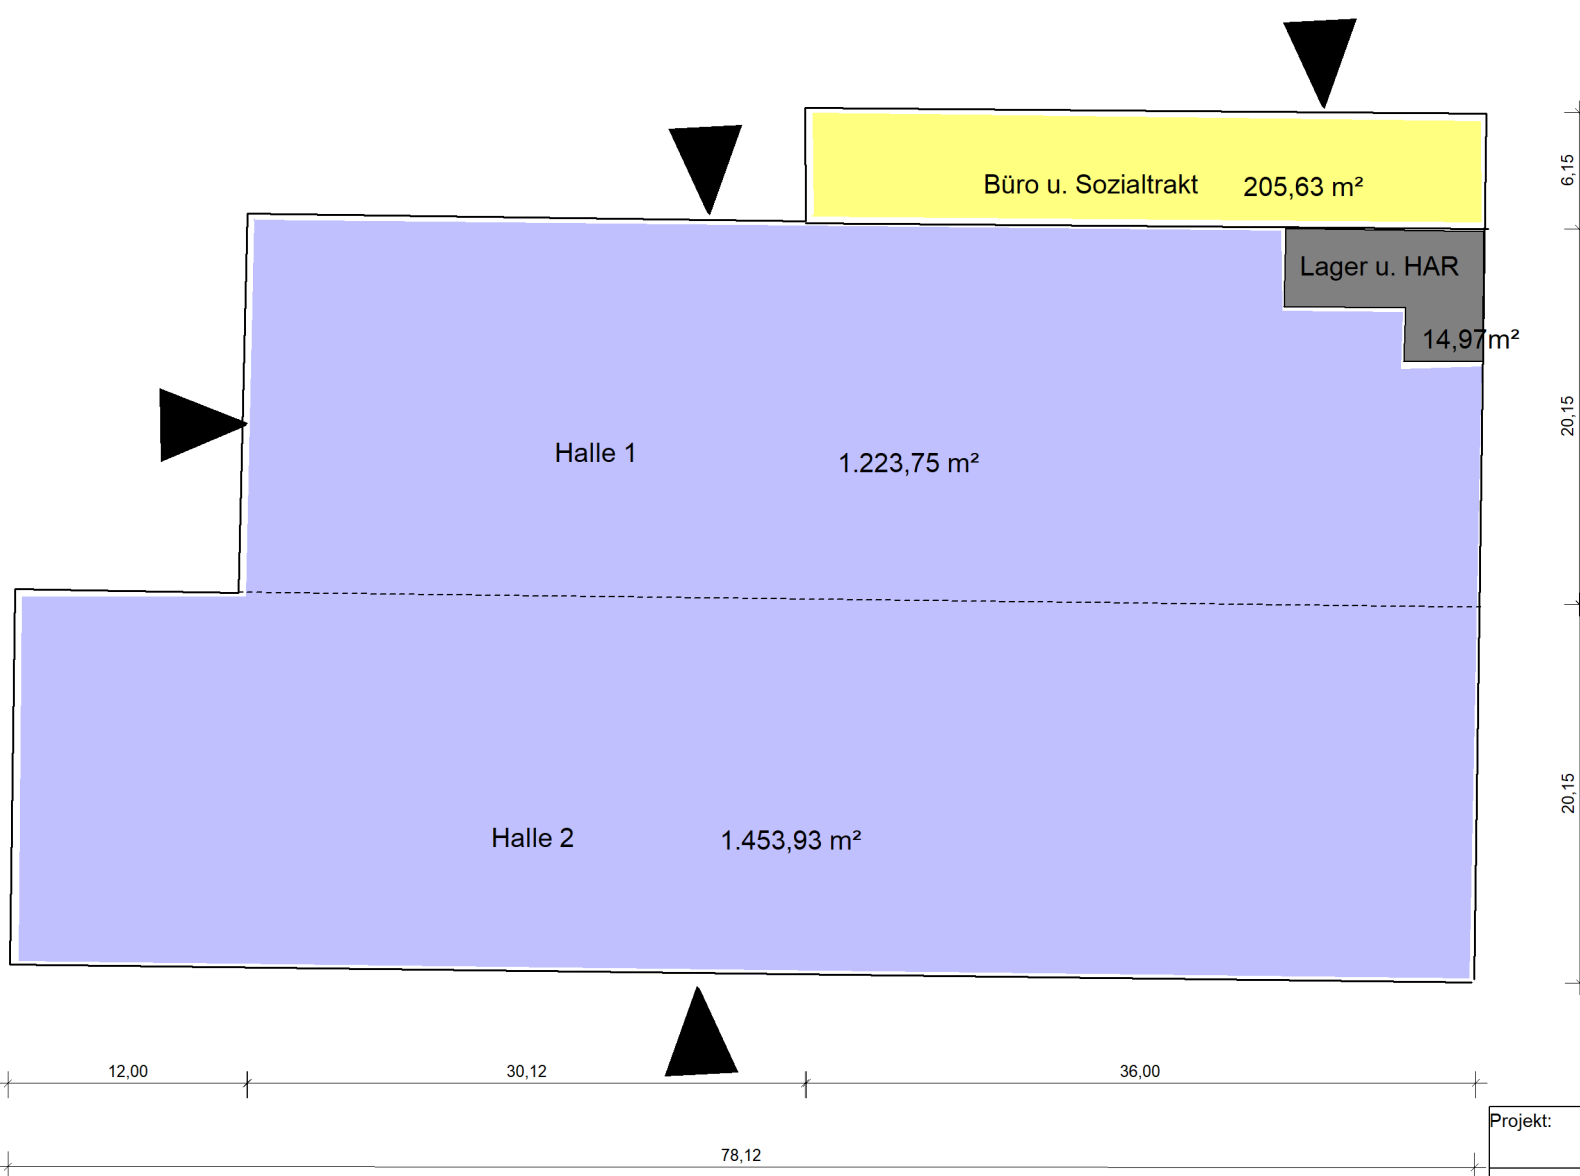 6,15
Büro u. Sozialtrakt 205,63 m²
Lager u. HAR
14,97m²
20,15
Halle 1 1.223,75 m²
20,15
Halle 2 1.453,93 m²
12,00 30,12 36,00
Projekt:
78,12